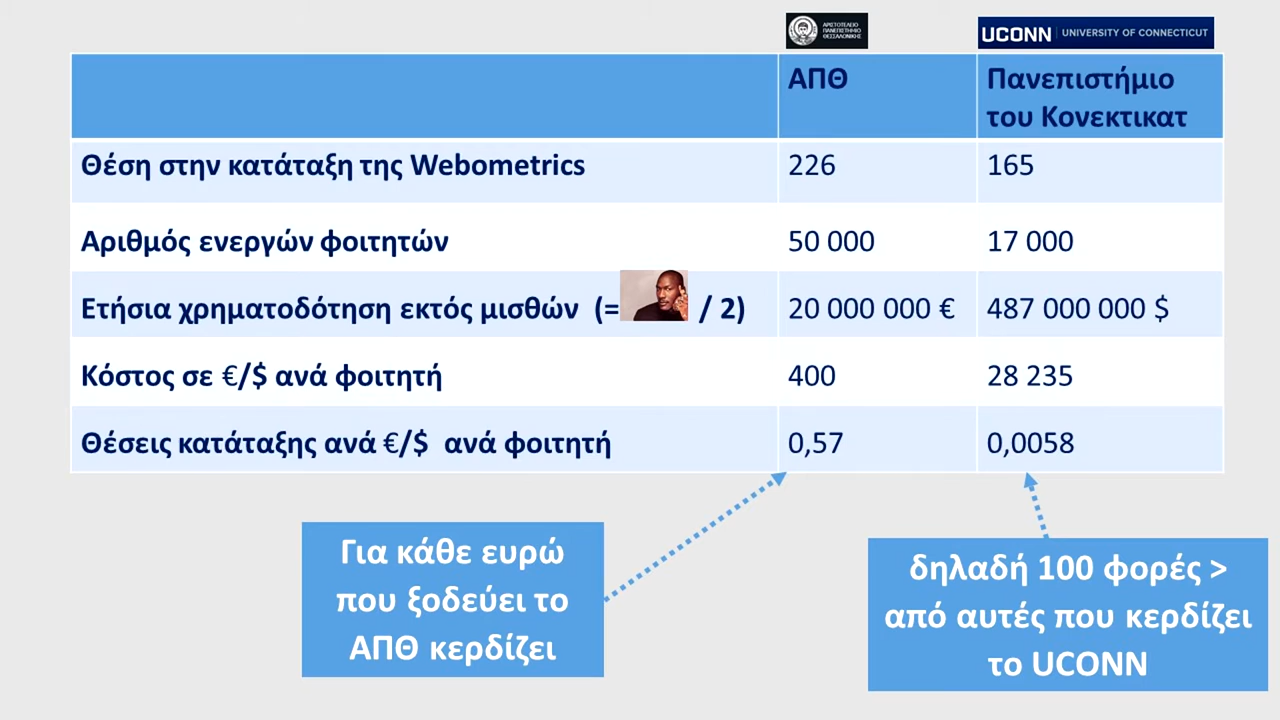 ΑΡΙΣΤΟΤΕΛΕΙΟ
ΠΑΝΕΠΙΣΤΗΜΙΟ
ΘΕΣΣΑΛΟΝΙΚΗΣ
UCONN | UNIVERSITY OF CONNECTICUT
ΑΠΘ
Πανεπιστήμιο
του Κονεκτικατ
Θέση στην κατάταξη της Webometrics 226 165
Αριθμός ενεργών φοιτητών 50 000 17 000
Ετήσια χρηματοδότηση εκτός μισθών (= / 2) 20 000 000 € 487 000 000 $
Κόστος σε €/$ ανά φοιτητή 400 28 235
Θέσεις κατάταξης ανά €/$ ανά φοιτητή 0,57 0,0058
Για κάθε ευρώ
που ξοδεύει το
ΑΠΘ κερδίζει
δηλαδή 100 φορές >
από αυτές που κερδίζει
το UCONN